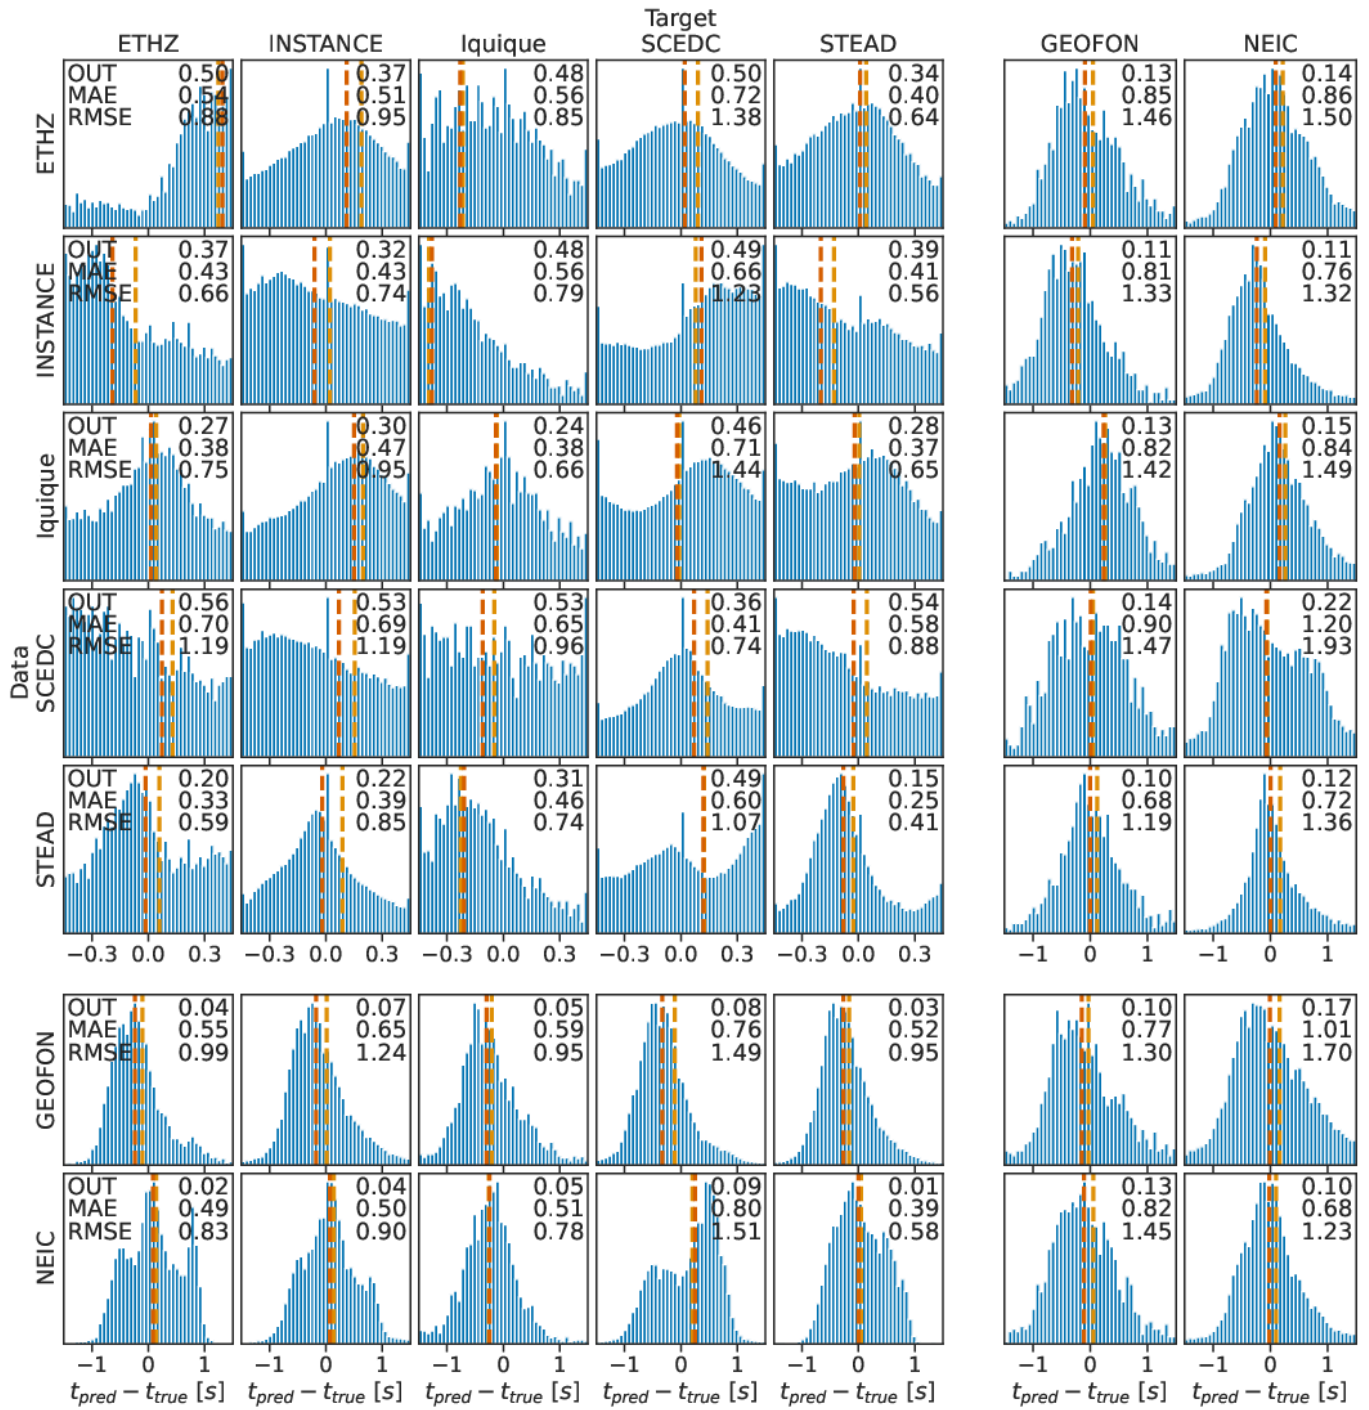 Target
ETHZ INSTANCE Iquique SCEDC STEAD GEOFON NEIC
Data
ETHZ
OUT 0.50 0.37 0.48 0.50 0.34 0.13 0.14
MAE 0.54 0.51 0.56 0.72 0.40 0.85 0.86
RMSE 0.88 0.95 0.85 1.38 0.64 1.46 1.50
INSTANCE
OUT 0.37 0.32 0.48 0.49 0.39 0.11 0.11
MAE 0.43 0.43 0.56 0.66 0.41 0.81 0.76
RMSE 0.66 0.74 0.79 1.23 0.56 1.33 1.32
Iquique
OUT 0.27 0.30 0.24 0.46 0.28 0.13 0.15
MAE 0.38 0.47 0.38 0.71 0.37 0.82 0.84
RMSE 0.75 0.95 0.66 1.44 0.65 1.42 1.49
SCEDC
OUT 0.56 0.53 0.53 0.36 0.54 0.14 0.22
MAE 0.70 0.69 0.65 0.41 0.58 0.90 1.20
RMSE 1.19 1.19 0.96 0.74 0.88 1.47 1.93
STEAD
OUT 0.20 0.22 0.31 0.49 0.15 0.10 0.12
MAE 0.33 0.39 0.46 0.60 0.25 0.68 0.72
RMSE 0.59 0.85 0.74 1.07 0.41 1.19 1.36
−0.3 0.0 0.3 −0.3 0.0 0.3 −0.3 0.0 0.3 −0.3 0.0 0.3 −0.3 0.0 0.3 −1 0 1 −1 0 1
GEOFON
OUT 0.04 0.07 0.05 0.08 0.03 0.10 0.17
MAE 0.55 0.65 0.59 0.76 0.52 0.77 1.01
RMSE 0.99 1.24 0.95 1.49 0.95 1.30 1.70
NEIC
OUT 0.02 0.04 0.05 0.09 0.01 0.13 0.10
MAE 0.49 0.50 0.51 0.80 0.39 0.82 0.68
RMSE 0.83 0.90 0.78 1.51 0.58 1.45 1.23
−1 0 1 −1 0 1 −1 0 1 −1 0 1 −1 0 1 −1 0 1 −1 0 1
t_pred − t_true [s] t_pred − t_true [s] t_pred − t_true [s] t_pred − t_true [s] t_pred − t_true [s] t_pred − t_true [s] t_pred − t_true [s]